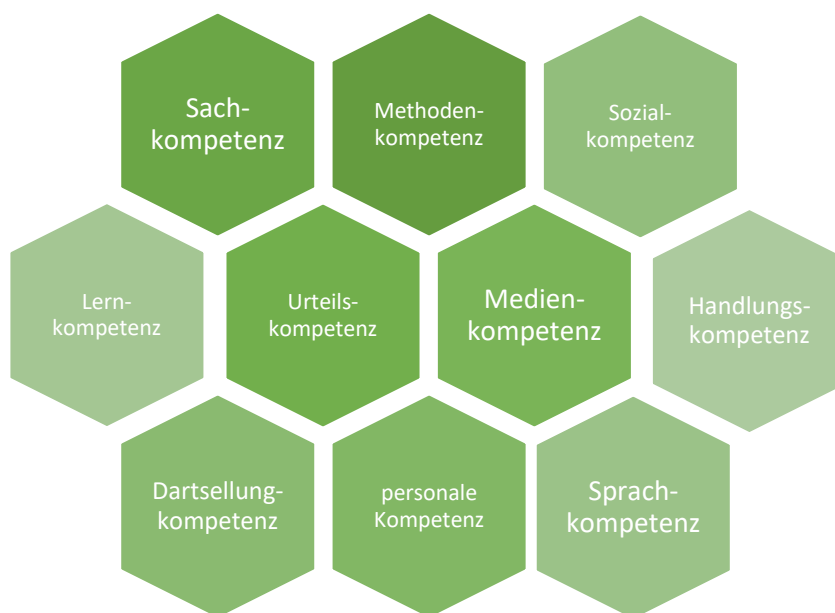 Sach-
kompetenz
Methoden-
kompetenz
Sozial-
kompetenz
Lern-
kompetenz
Urteils-
kompetenz
Medien-
kompetenz
Handlungs-
kompetenz
Dartsellung-
kompetenz
personale
Kompetenz
Sprach-
kompetenz